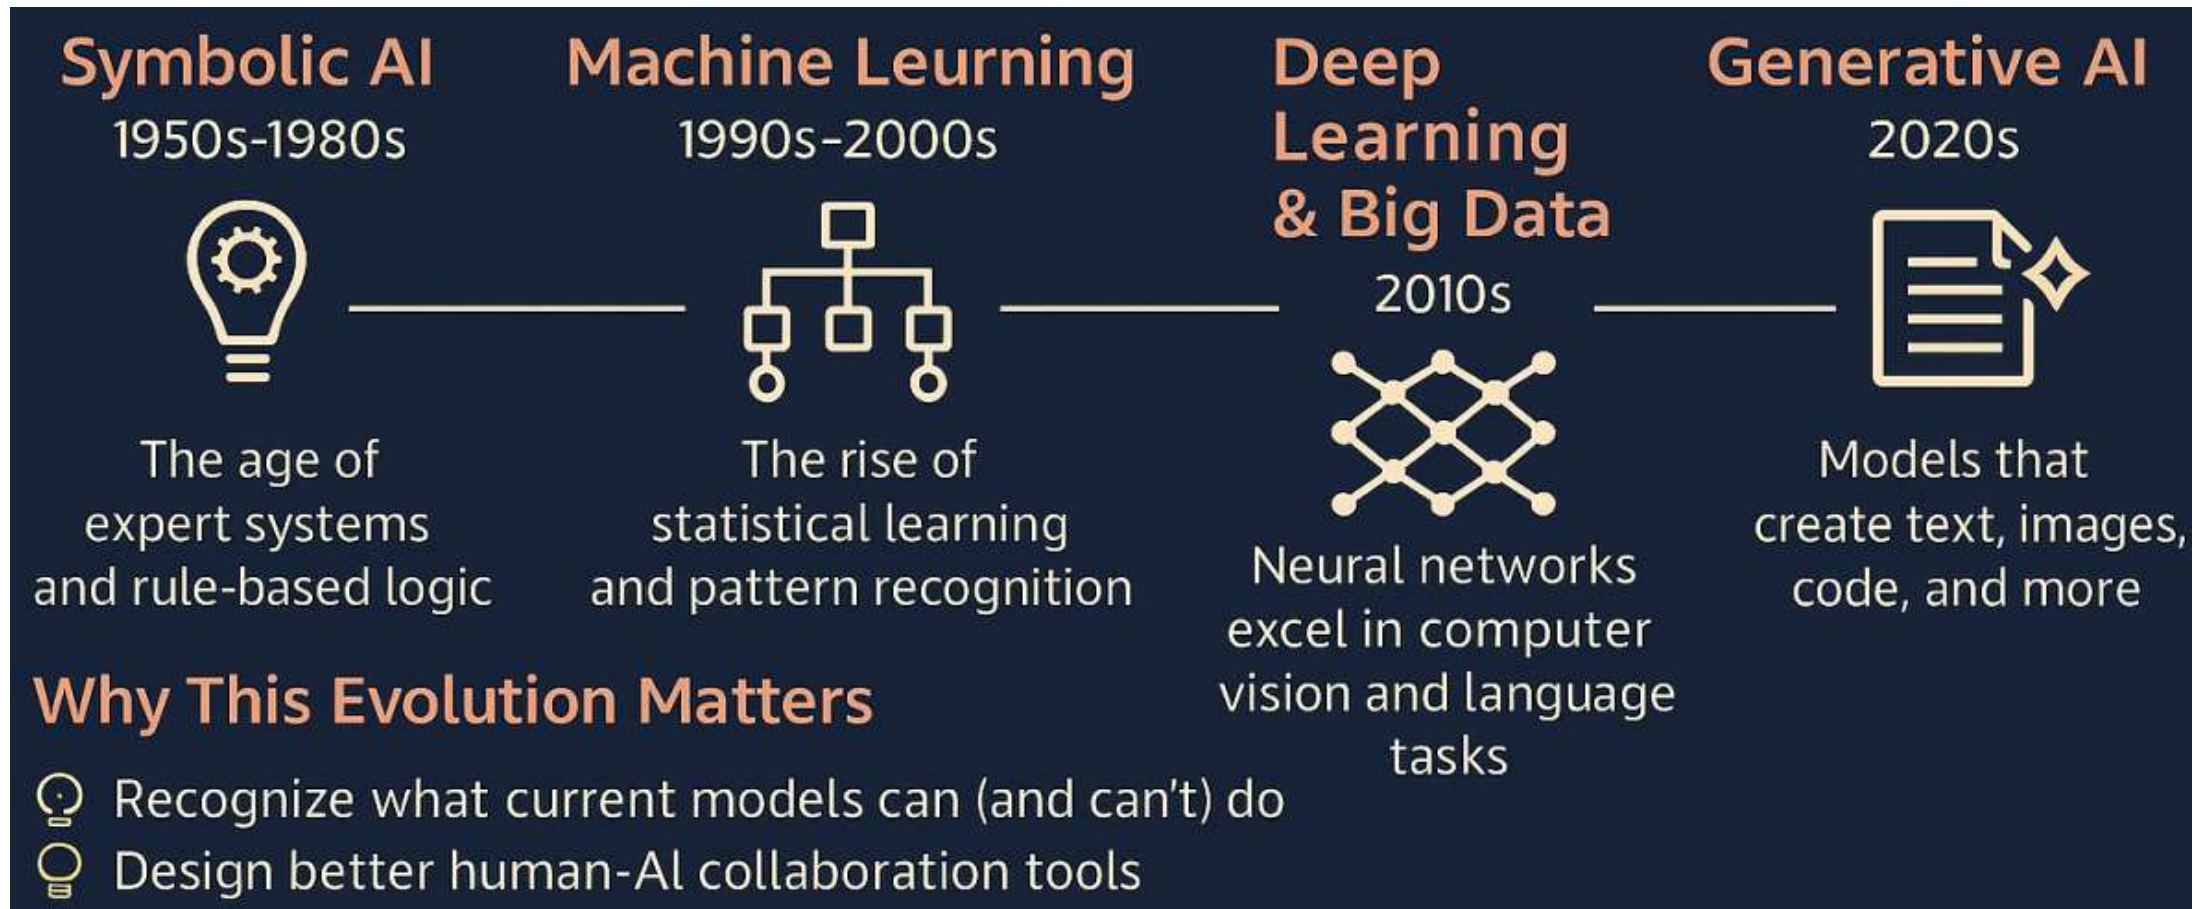 Symbolic AI
1950s-1980s
The age of
expert systems
and rule-based logic
Machine Leurning
1990s-2000s
The rise of
statistical learning
and pattern recognition
Deep
Learning
& Big Data
2010s
Neural networks
excel in computer
vision and language
tasks
Generative AI
2020s
Models that
create text, images,
code, and more
Why This Evolution Matters
Recognize what current models can (and can't) do
Design better human-AI collaboration tools